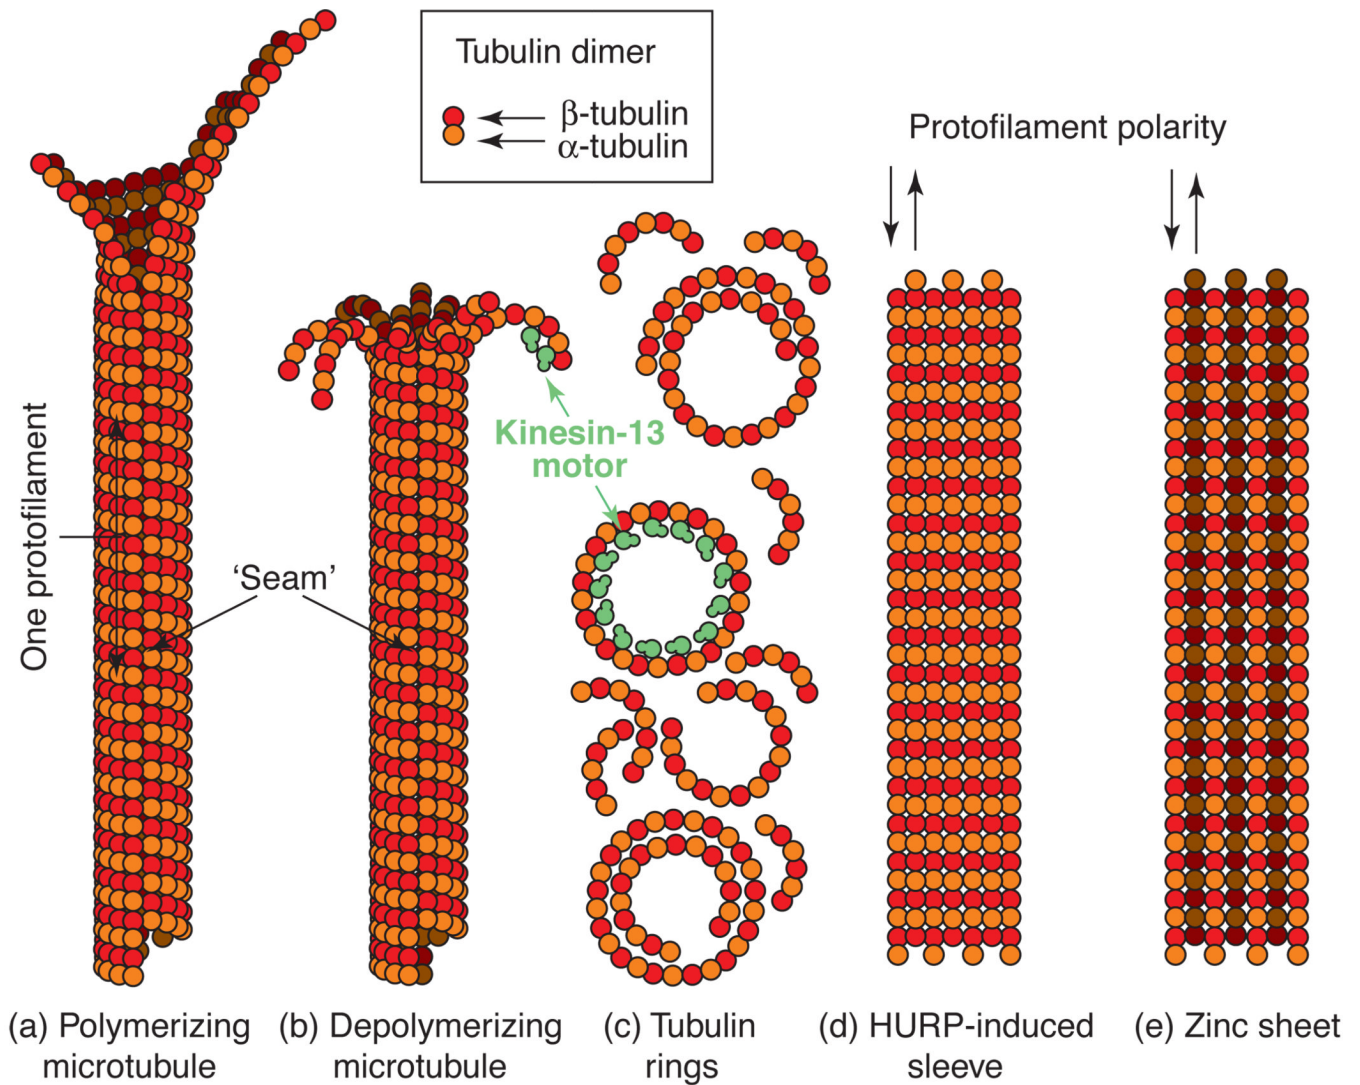 Tubulin dimer
β-tubulin
α-tubulin
Protofilament polarity
One protofilament
Kinesin-13
motor
‘Seam’
(a) Polymerizing
microtubule
(b) Depolymerizing
microtubule
(c) Tubulin
rings
(d) HURP-induced
sleeve
(e) Zinc sheet